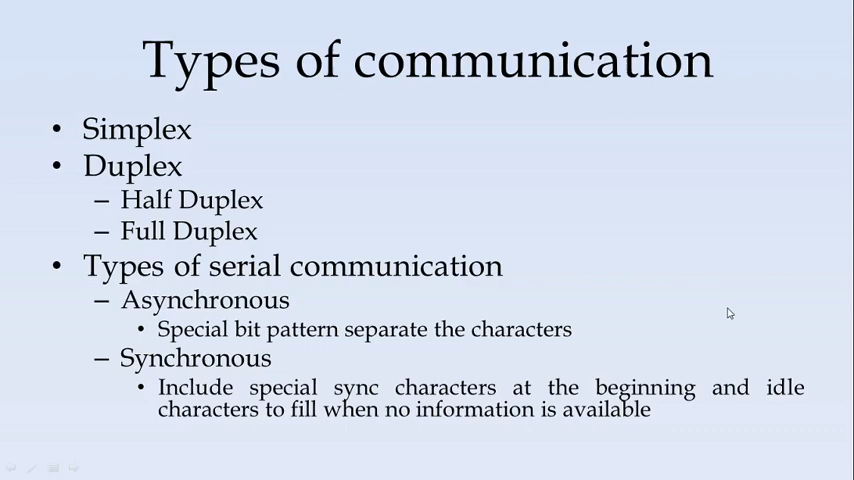 Types of communication
• Simplex
• Duplex
– Half Duplex
– Full Duplex
• Types of serial communication
– Asynchronous
• Special bit pattern separate the characters
– Synchronous
• Include special sync characters at the beginning and idle
characters to fill when no information is available